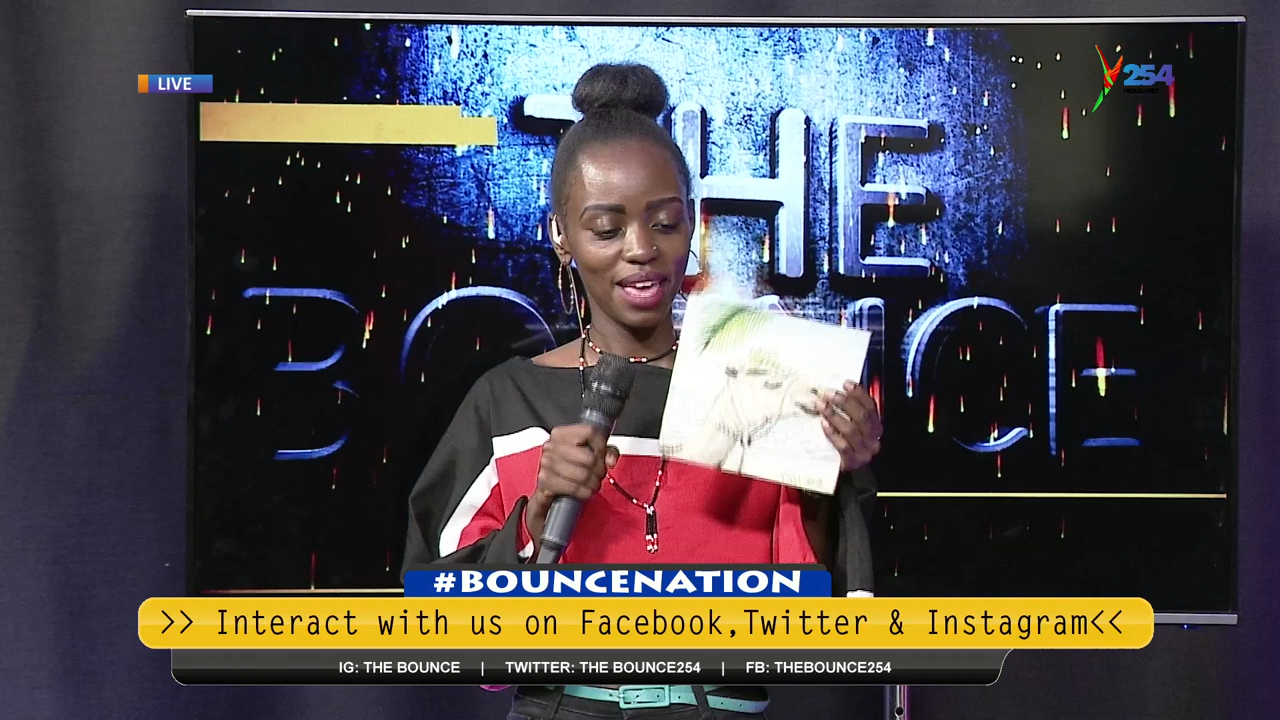 LIVE
254
THE
BOUNCE
#BOUNCENATION
>> Interact with us on Facebook,Twitter & Instagram<<
IG: THE BOUNCE | TWITTER: THE BOUNCE254 | FB: THEBOUNCE254